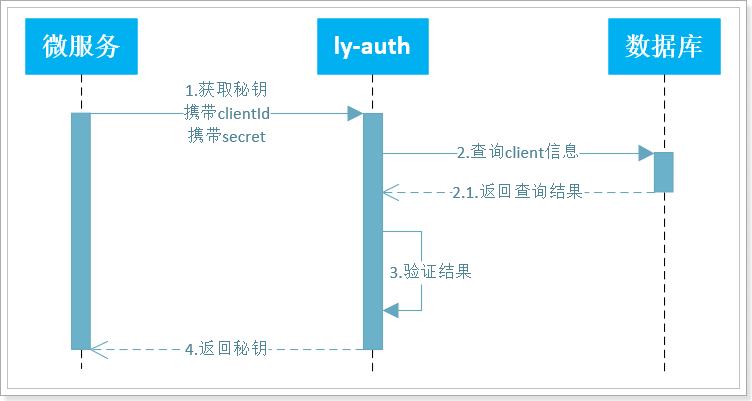 微服务
ly-auth
数据库
1.获取秘钥
携带clientId
携带secret
2.查询client信息
2.1.返回查询结果
3.验证结果
4.返回秘钥